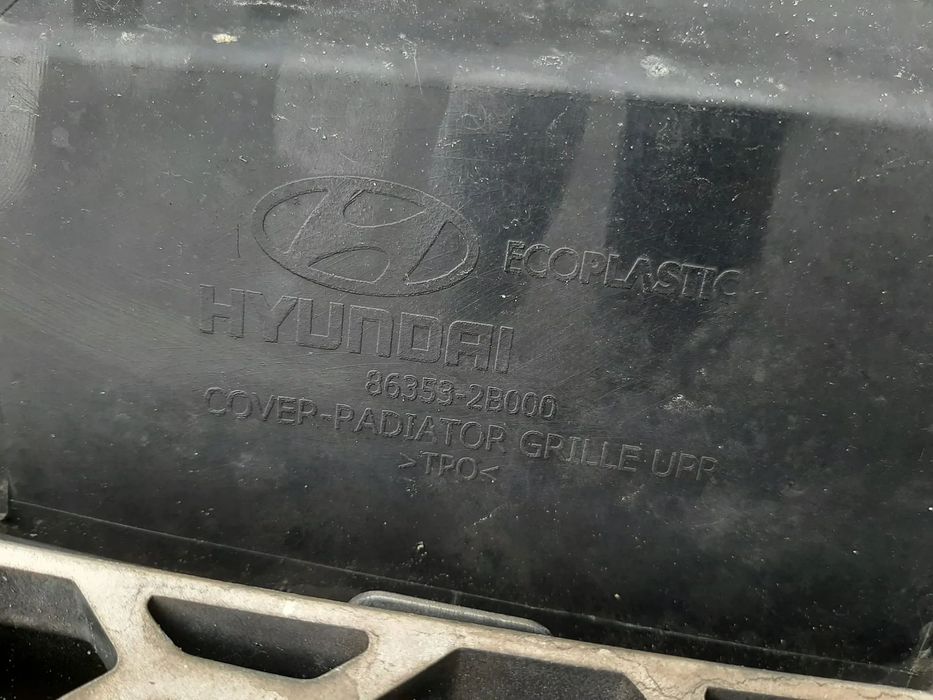 ECOPLASTIC
HYUNDAI
86353-2B000
COVER-RADIATOR GRILLE UPR
>TPO<